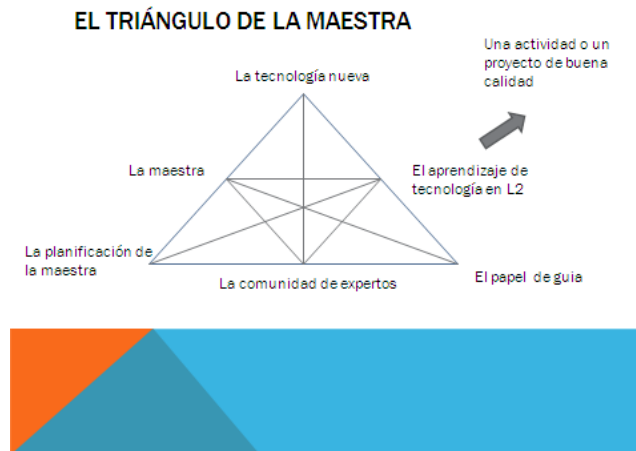 EL TRIÁNGULO DE LA MAESTRA
Una actividad o un
proyecto de buena
calidad
La tecnología nueva
La maestra
El aprendizaje de
tecnología en L2
La planificación de
la maestra
La comunidad de expertos
El papel de guia